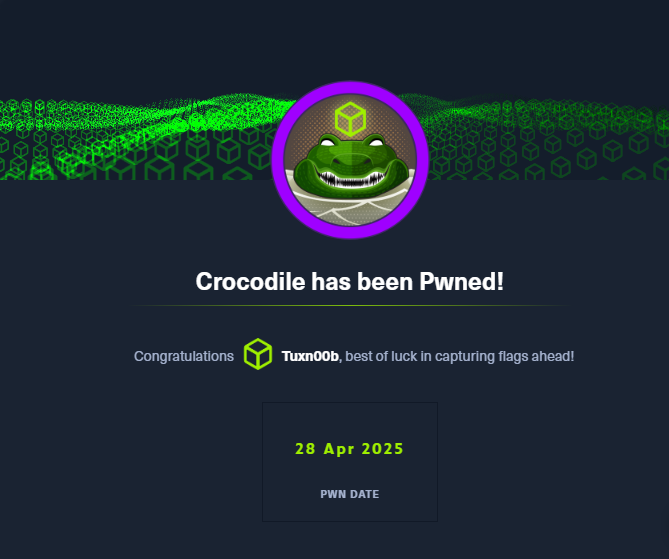 Crocodile has been Pwned!
Congratulations Tuxn00b, best of luck in capturing flags ahead!
28 Apr 2025
PWN DATE